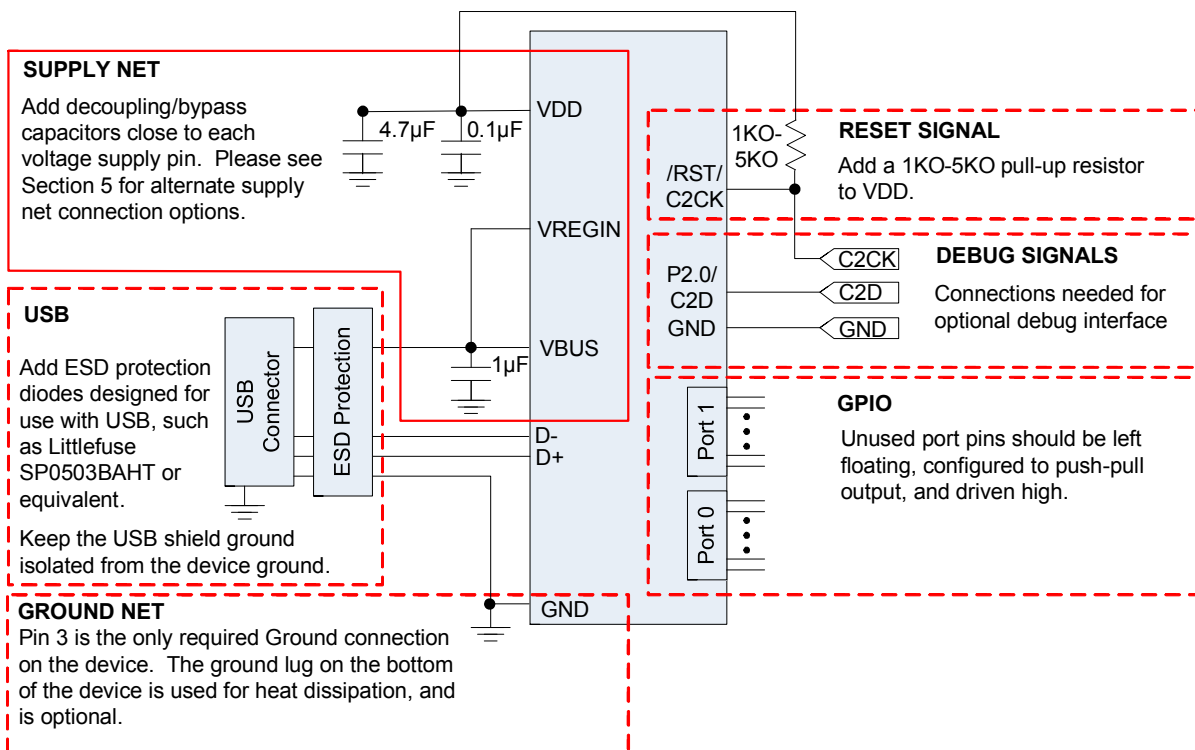 SUPPLY NET
Add decoupling/bypass
capacitors close to each
voltage supply pin. Please see
Section 5 for alternate supply
net connection options.
4.7µF
0.1µF
VDD
VREGIN
VBUS
1µF
/RST/
C2CK
1KO-
5KO
RESET SIGNAL
Add a 1KO-5KO pull-up resistor
to VDD.
P2.0/
C2D
GND
C2CK
C2D
GND
DEBUG SIGNALS
Connections needed for
optional debug interface
USB
Add ESD protection
diodes designed for
use with USB, such
as Littlefuse
SP0503BAHT or
equivalent.
Keep the USB shield ground
isolated from the device ground.
USB
Connector
ESD Protection
D-
D+
Port 1
Port 0
GPIO
Unused port pins should be left
floating, configured to push-pull
output, and driven high.
GROUND NET
Pin 3 is the only required Ground connection
on the device. The ground lug on the bottom
of the device is used for heat dissipation, and
is optional.
GND